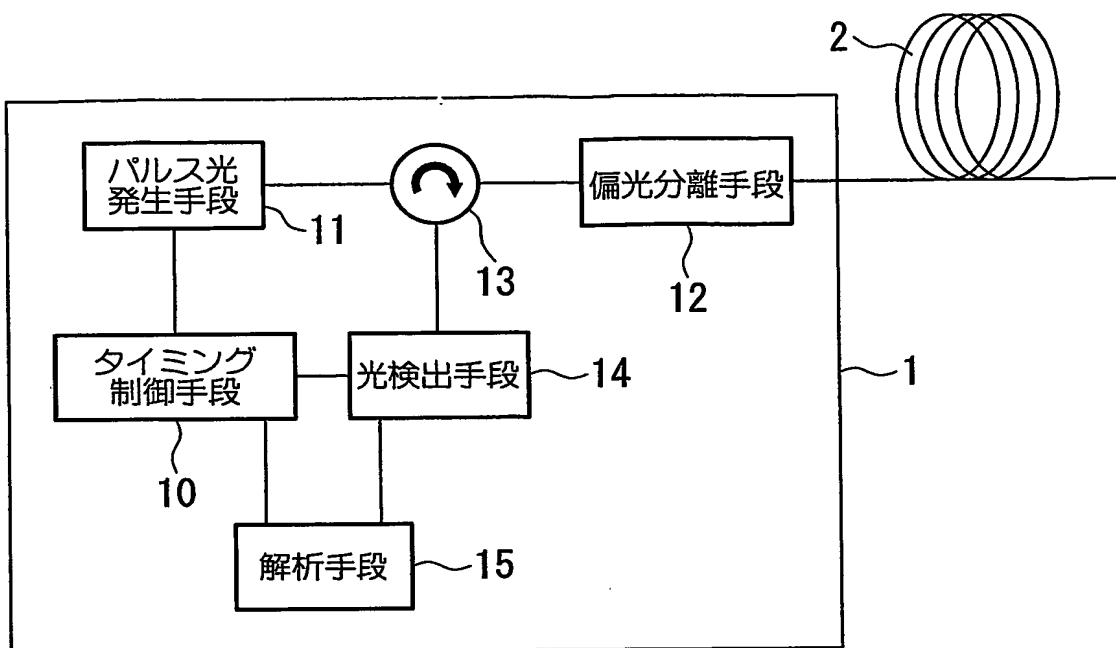 2
パルス光
発生手段
11
13
偏光分離手段
12
タイミング
制御手段
10
光検出手段
14
1
解析手段
15